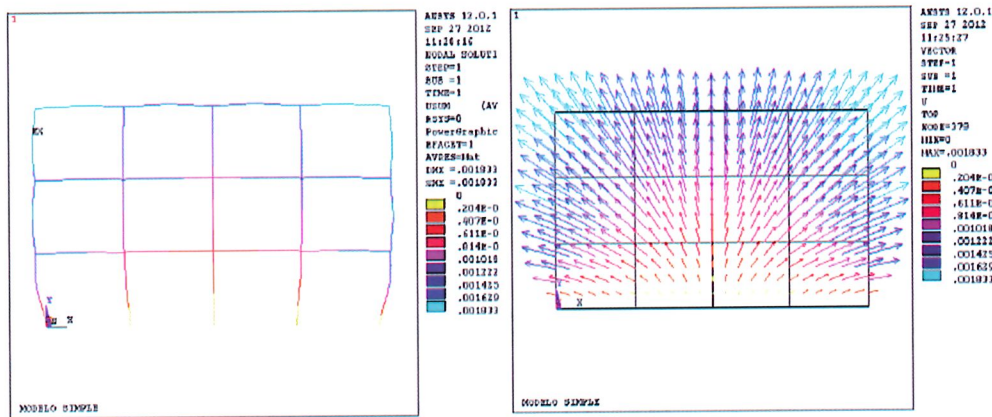 1
ANSYS 12.0.1
SEP 27 2012
NODAL SOLUTI
STEP=1
SUB =1
TIME=1
USUM (AV
RSYS=0
PowerGraphic
EFACET=1
AVRES=Mat
DMX =.001833
SMX =.001833
0
.204E-0
.407E-0
.611E-0
.814E-0
.001018
.001222
.001425
.001629
.001833
MX
Y
X
MODELO SIMPLE
1
ANSYS 12.0.1
SEP 27 2012
11:25:27
VECTOR
STEP=1
SUB =1
TIME=1
U
TOP
NODE=379
MIN=0
MAX=.001833
0
.204E-0
.407E-0
.611E-0
.814E-0
.001018
.001222
.001425
.001629
.001833
X
MODELO SIMPLE